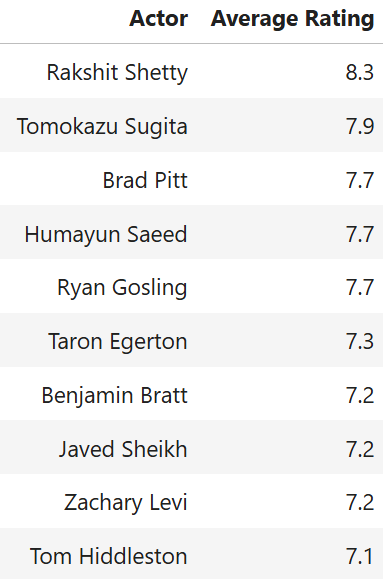 Actor Average Rating
Rakshit Shetty 8.3
Tomokazu Sugita 7.9
Brad Pitt 7.7
Humayun Saeed 7.7
Ryan Gosling 7.7
Taron Egerton 7.3
Benjamin Bratt 7.2
Javed Sheikh 7.2
Zachary Levi 7.2
Tom Hiddleston 7.1